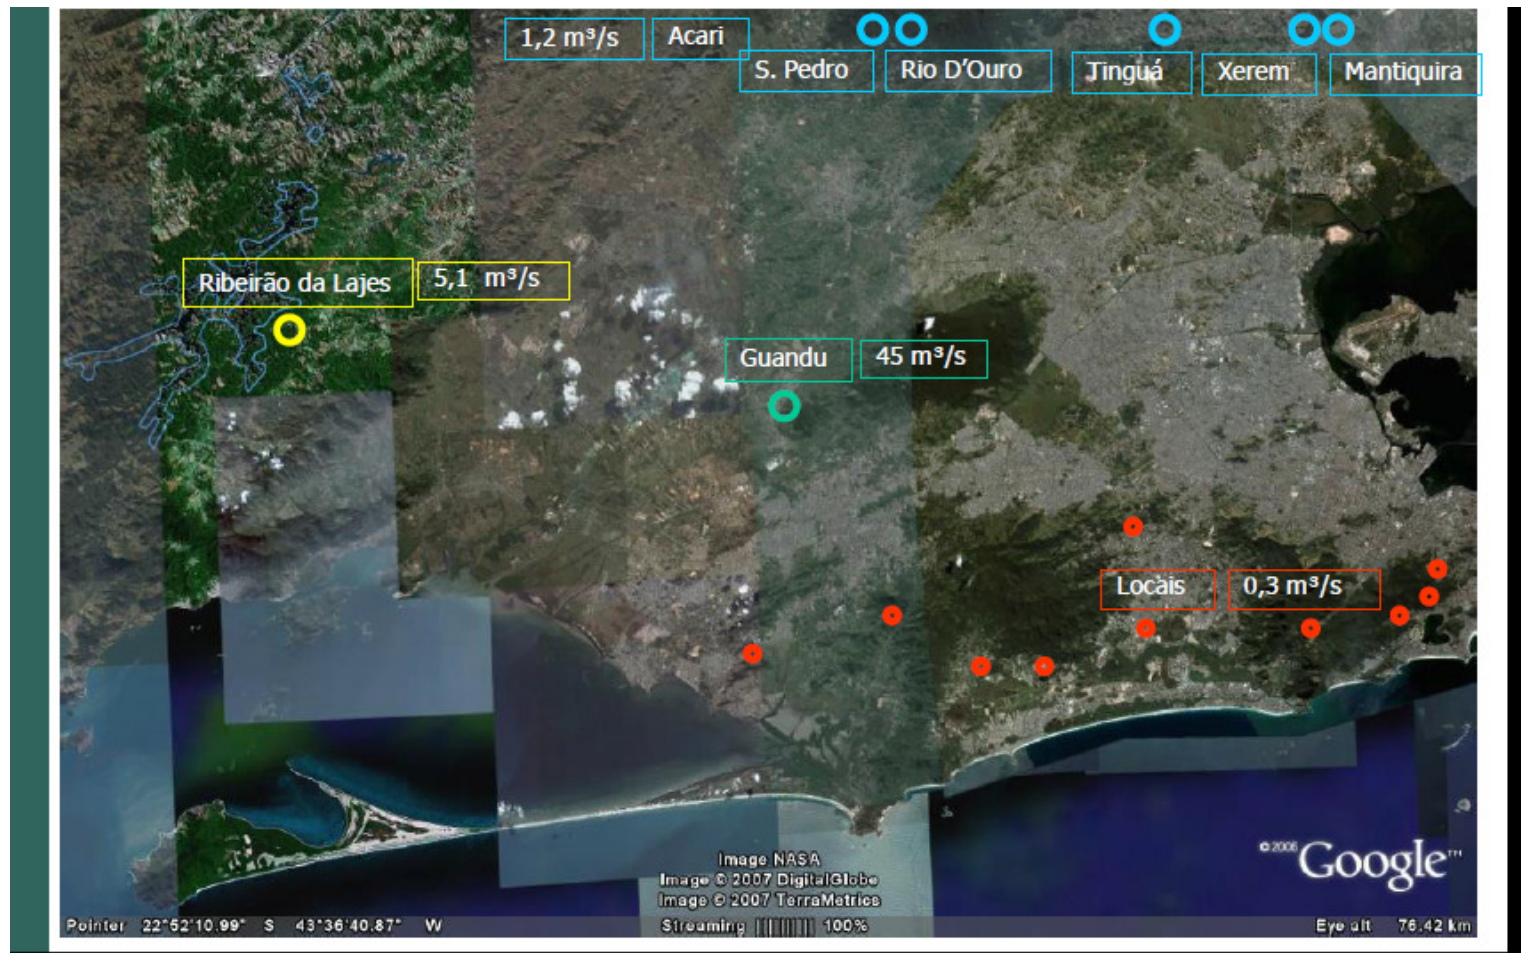 1,2 m³/s Acari
S. Pedro Rio D'Ouro Tinguá Xerem Mantiquira
Ribeirão da Lajes 5,1 m³/s
Guandu 45 m³/s
Locais 0,3 m³/s
©2006 Google™
Image NASA
Image © 2007 DigitalGlobe
Image © 2007 TerraMetrics
Pointer 22°52'10.99" S 43°36'40.87" W Streaming |||||||||| 100% Eye alt 76.42 km